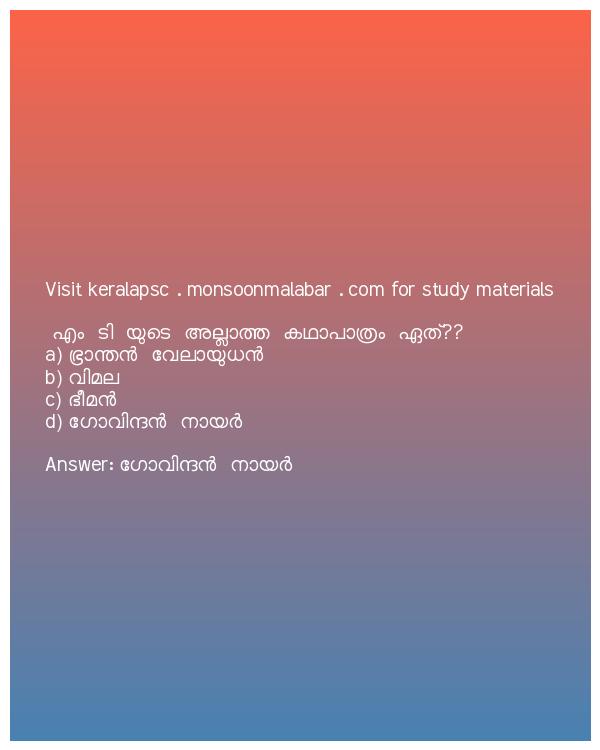 Visit keralapsc . monsoonmalabar . com for study materials
എം ടി യുടെ അല്ലാത്ത കഥാപാത്രം ഏത്??
a) ഭ്രാന്തൻ വേലായുധൻ
b) വിമല
c) ഭീമൻ
d) ഗോവിന്ദൻ നായർ
Answer: ഗോവിന്ദൻ നായർ